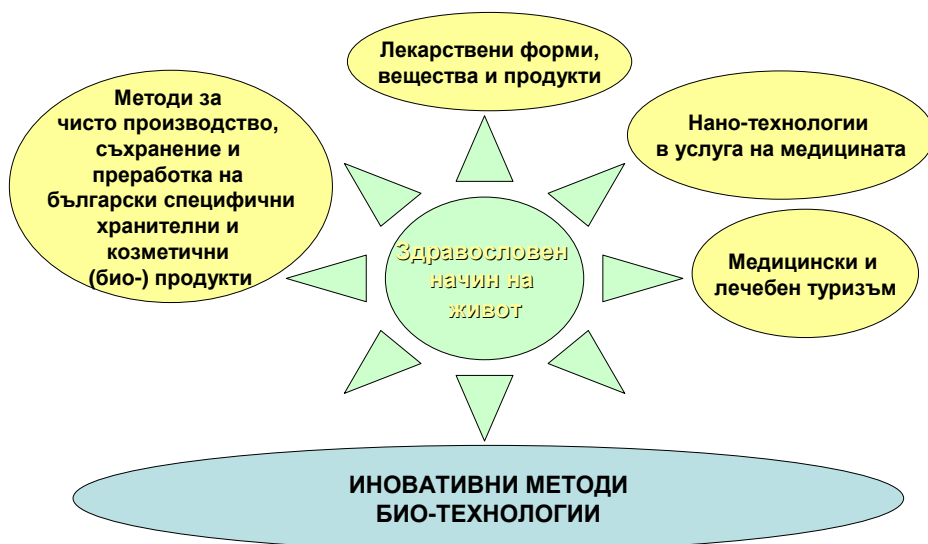 Лекарствени форми,
вещества и продукти
Методи за
чисто производство,
съхранение и
преработка на
български специфични
хранителни и
козметични
(био-) продукти
Нано-технологии
в услуга на медицината
Здравословен
начин на
живот
Медицински и
лечебен туризъм
ИНОВАТИВНИ МЕТОДИ
БИО-ТЕХНОЛОГИИ